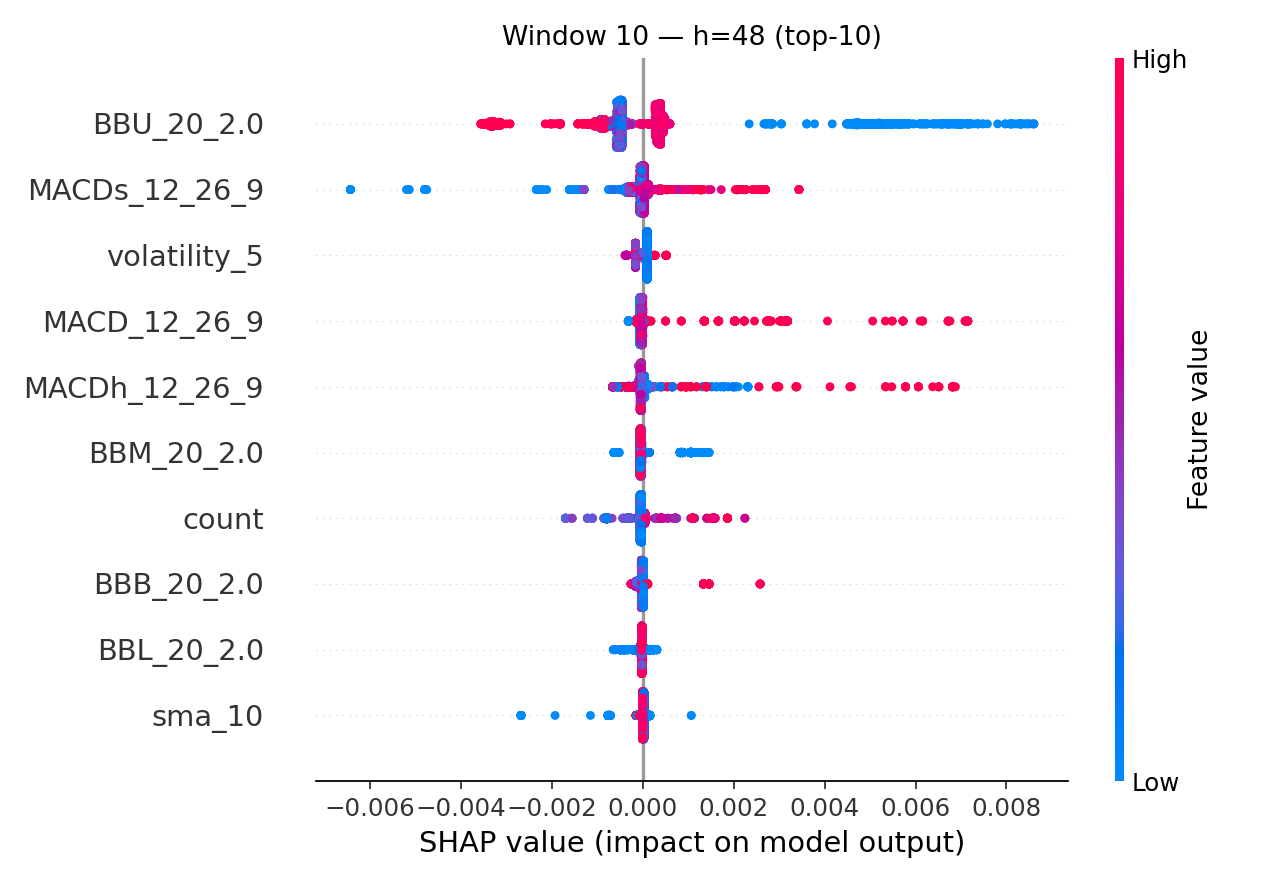 Window 10 — h=48 (top-10)
High
BBU_20_2.0
MACDs_12_26_9
volatility_5
MACD_12_26_9
MACDh_12_26_9
BBM_20_2.0
count
BBB_20_2.0
BBL_20_2.0
sma_10
Feature value
Low
−0.006 −0.004 −0.002 0.000 0.002 0.004 0.006 0.008
SHAP value (impact on model output)